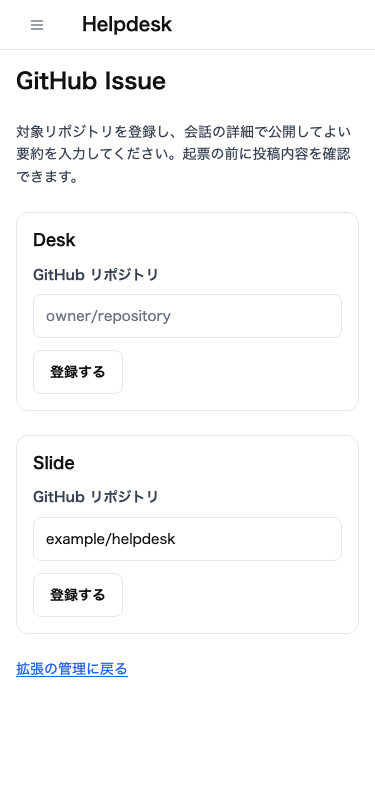 Helpdesk
GitHub Issue
対象リポジトリを登録し、会話の詳細で公開してよい
要約を入力してください。起票の前に投稿内容を確認
できます。
Desk
GitHub リポジトリ
owner/repository
登録する
Slide
GitHub リポジトリ
example/helpdesk
登録する
拡張の管理に戻る